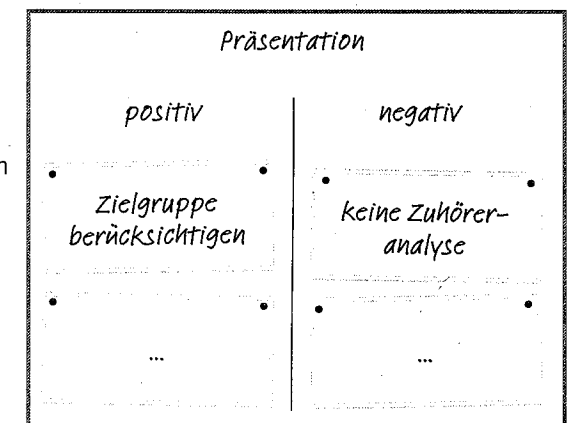 Präsentation
positiv
negativ
n
Zielgruppe
berücksichtigen
keine Zuhörer-
analyse
...
...